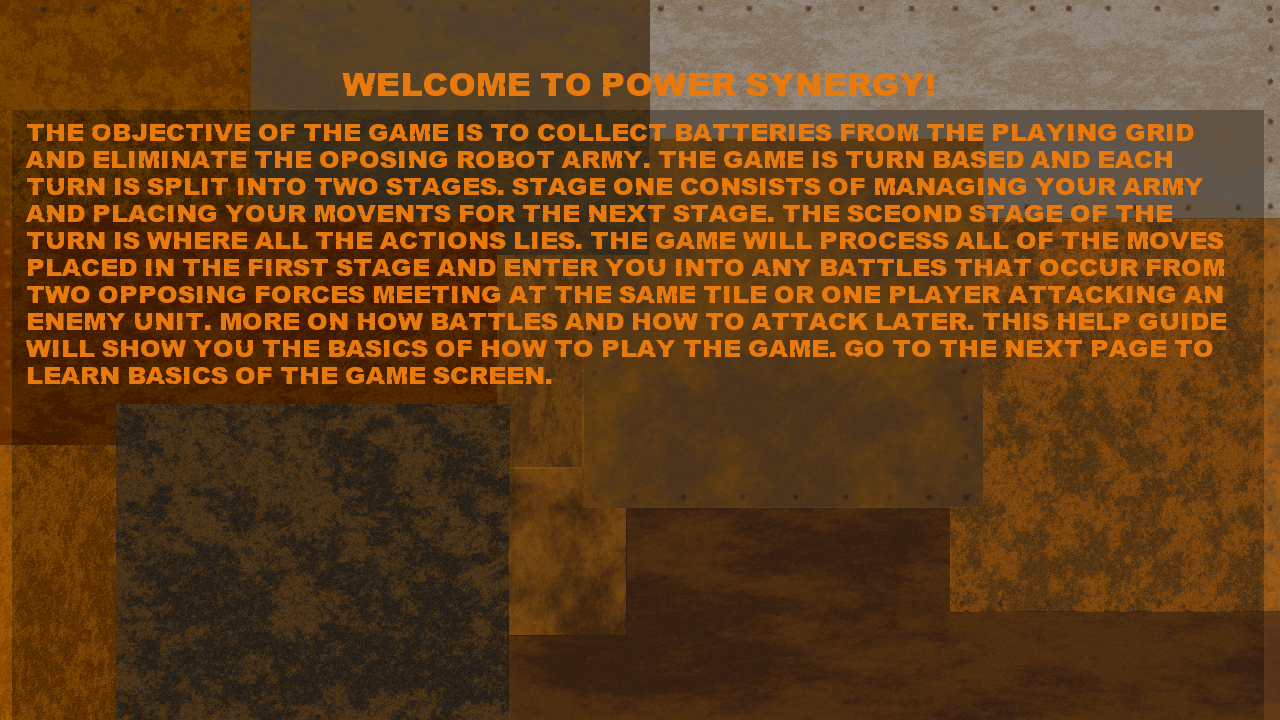 WELCOME TO POWER SYNERGY!
THE OBJECTIVE OF THE GAME IS TO COLLECT BATTERIES FROM THE PLAYING GRID
AND ELIMINATE THE OPOSING ROBOT ARMY. THE GAME IS TURN BASED AND EACH
TURN IS SPLIT INTO TWO STAGES. STAGE ONE CONSISTS OF MANAGING YOUR ARMY
AND PLACING YOUR MOVENTS FOR THE NEXT STAGE. THE SCEOND STAGE OF THE
TURN IS WHERE ALL THE ACTIONS LIES. THE GAME WILL PROCESS ALL OF THE MOVES
PLACED IN THE FIRST STAGE AND ENTER YOU INTO ANY BATTLES THAT OCCUR FROM
TWO OPPOSING FORCES MEETING AT THE SAME TILE OR ONE PLAYER ATTACKING AN
ENEMY UNIT. MORE ON HOW BATTLES AND HOW TO ATTACK LATER. THIS HELP GUIDE
WILL SHOW YOU THE BASICS OF HOW TO PLAY THE GAME. GO TO THE NEXT PAGE TO
LEARN BASICS OF THE GAME SCREEN.